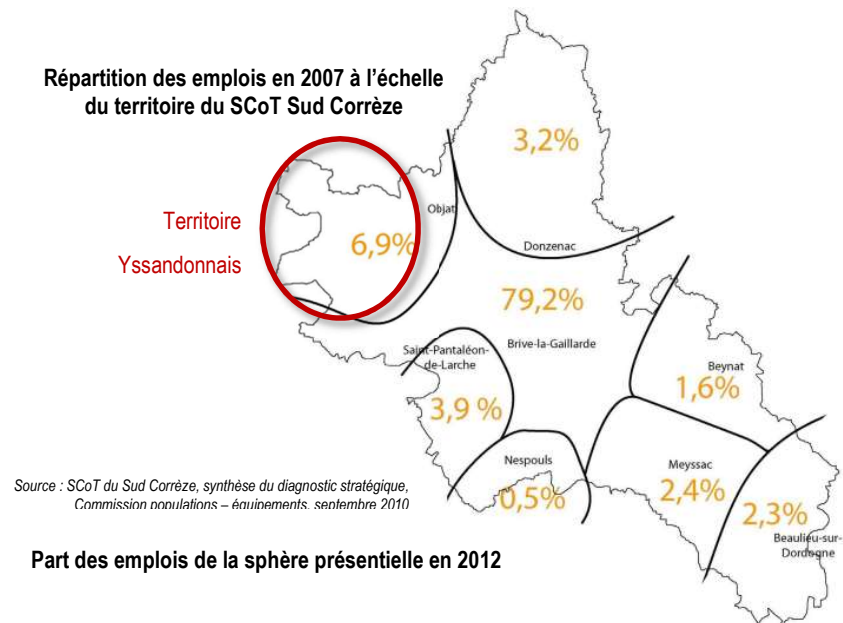 Répartition des emplois en 2007 à l'échelle
du territoire du SCoT Sud Corrèze
3,2%
Territoire
Yssandonnais
Objat
6,9%
Donzenac
79,2%
Brive-la-Gaillarde
Saint-Pantaléon-
de-Larche
3,9 %
Beynat
1,6%
Nespouls
0,5%
Meyssac
2,4%
2,3%
Beaulieu-sur-
Dordogne
Source : SCoT du Sud Corrèze, synthèse du diagnostic stratégique,
Commission populations – équipements, septembre 2010
Part des emplois de la sphère présentielle en 2012